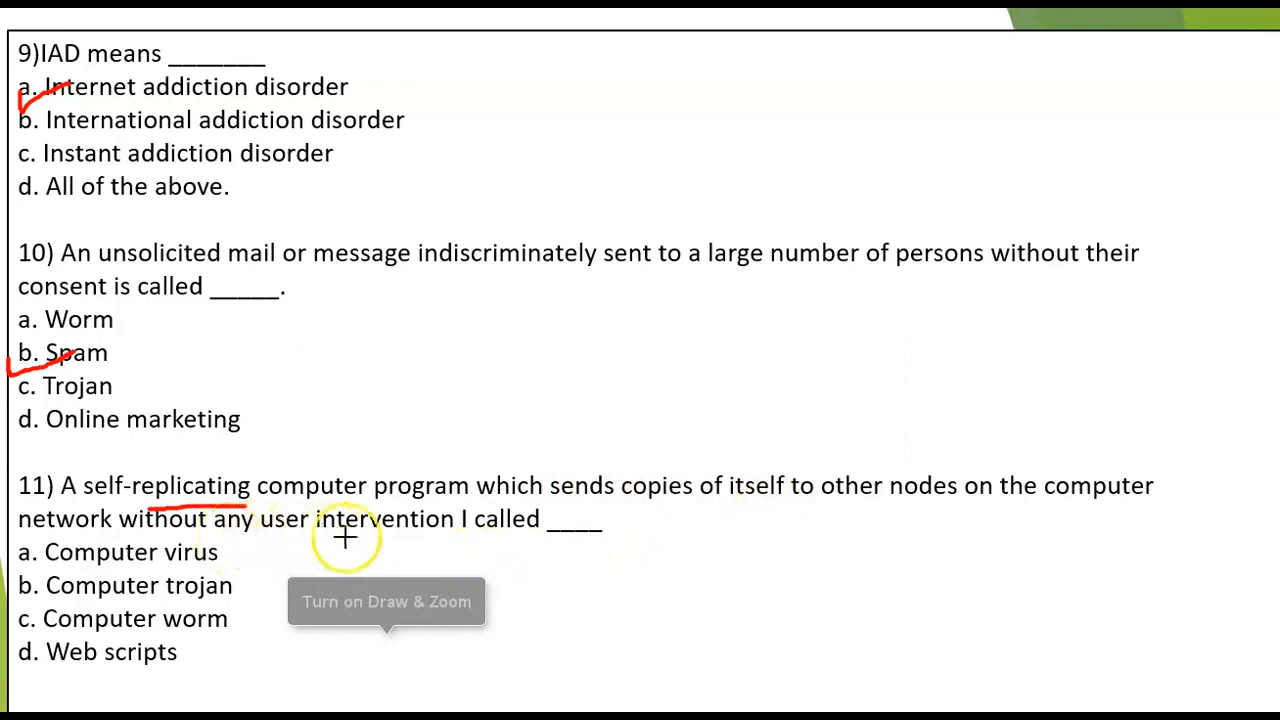 9)IAD means _______
a. Internet addiction disorder
b. International addiction disorder
c. Instant addiction disorder
d. All of the above.
10) An unsolicited mail or message indiscriminately sent to a large number of persons without their
consent is called _____.
a. Worm
b. Spam
c. Trojan
d. Online marketing
11) A self-replicating computer program which sends copies of itself to other nodes on the computer
network without any user intervention I called ____
a. Computer virus
b. Computer trojan
Turn on Draw & Zoom
c. Computer worm
d. Web scripts